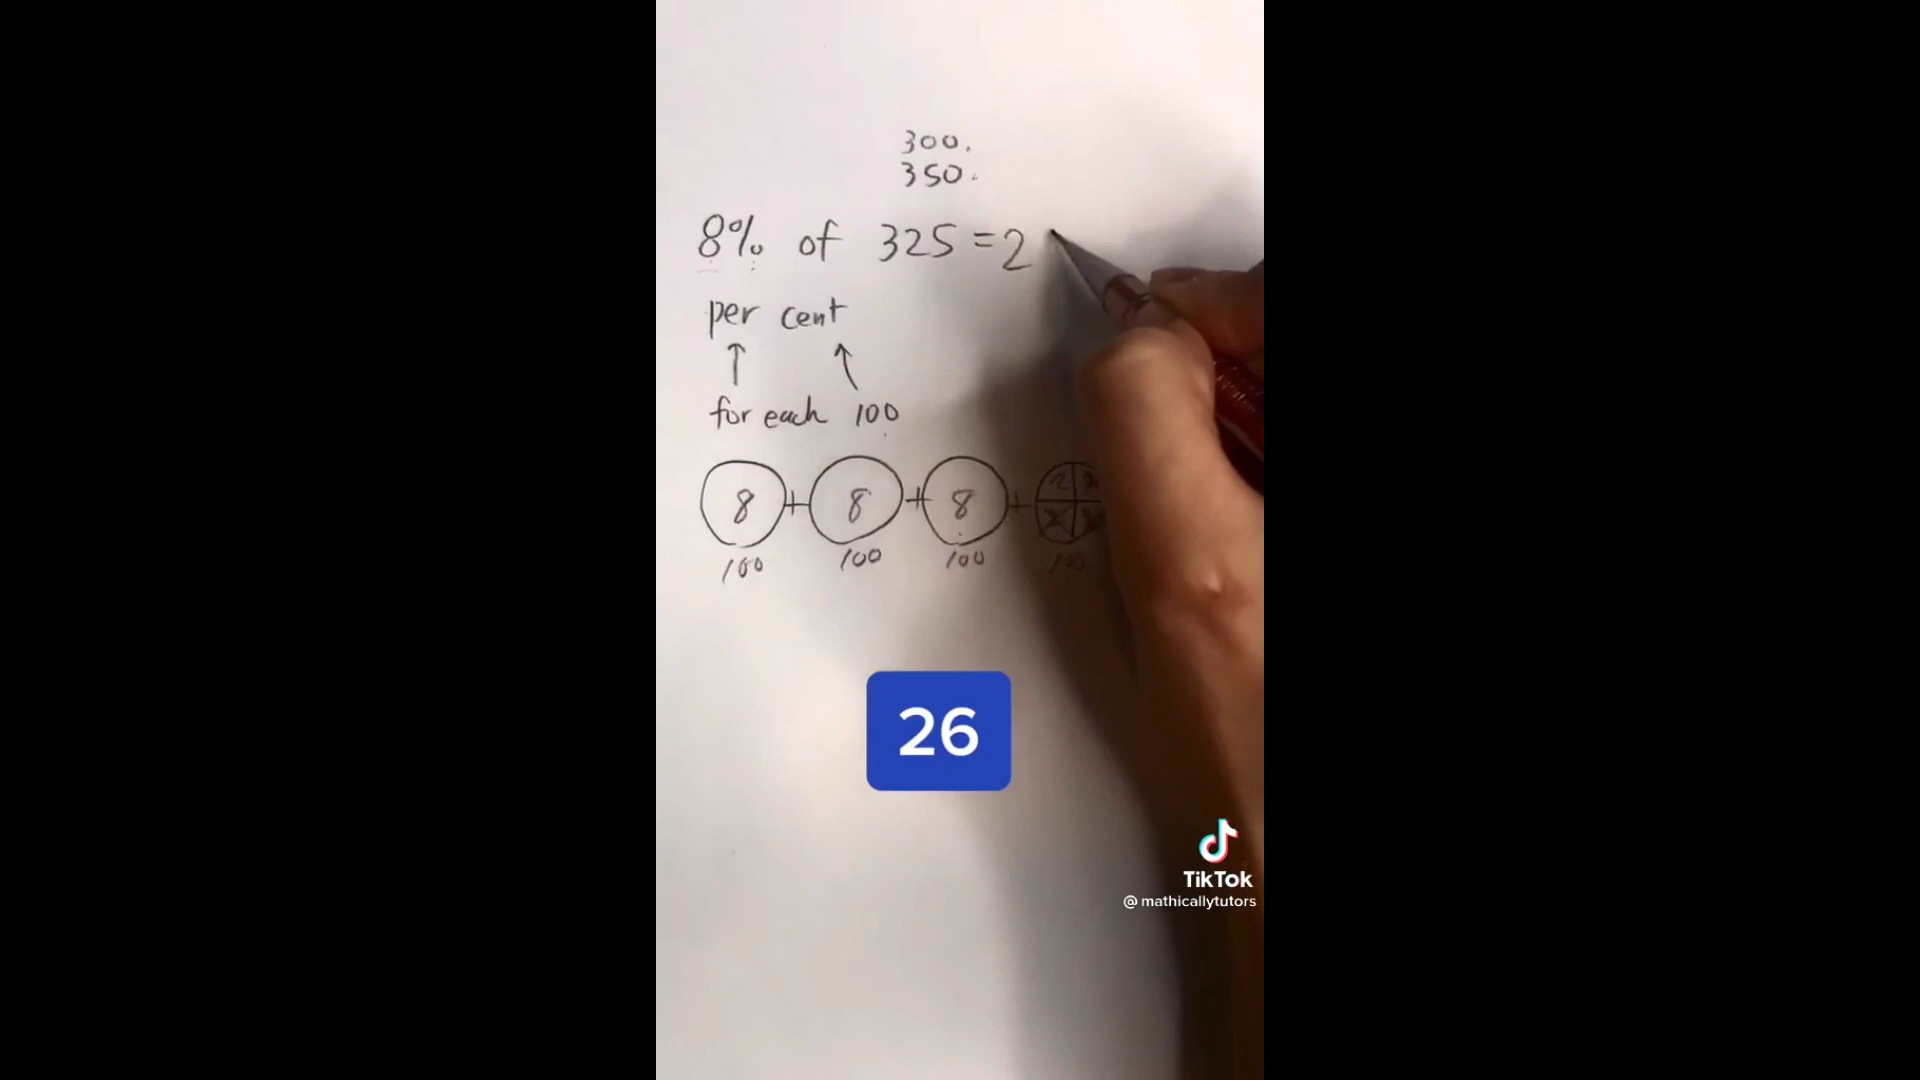 300.
350.
8% of 325 = 2
per cent
for each 100
8 + 8 + 8 + 2
100 100 100 100
26
TikTok
@mathicallytutors